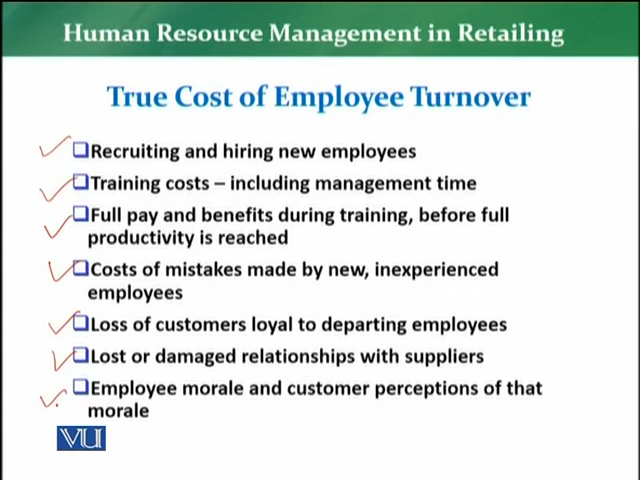 Human Resource Management in Retailing
True Cost of Employee Turnover
Recruiting and hiring new employees
Training costs – including management time
Full pay and benefits during training, before full
productivity is reached
Costs of mistakes made by new, inexperienced
employees
Loss of customers loyal to departing employees
Lost or damaged relationships with suppliers
Employee morale and customer perceptions of that
morale
VU